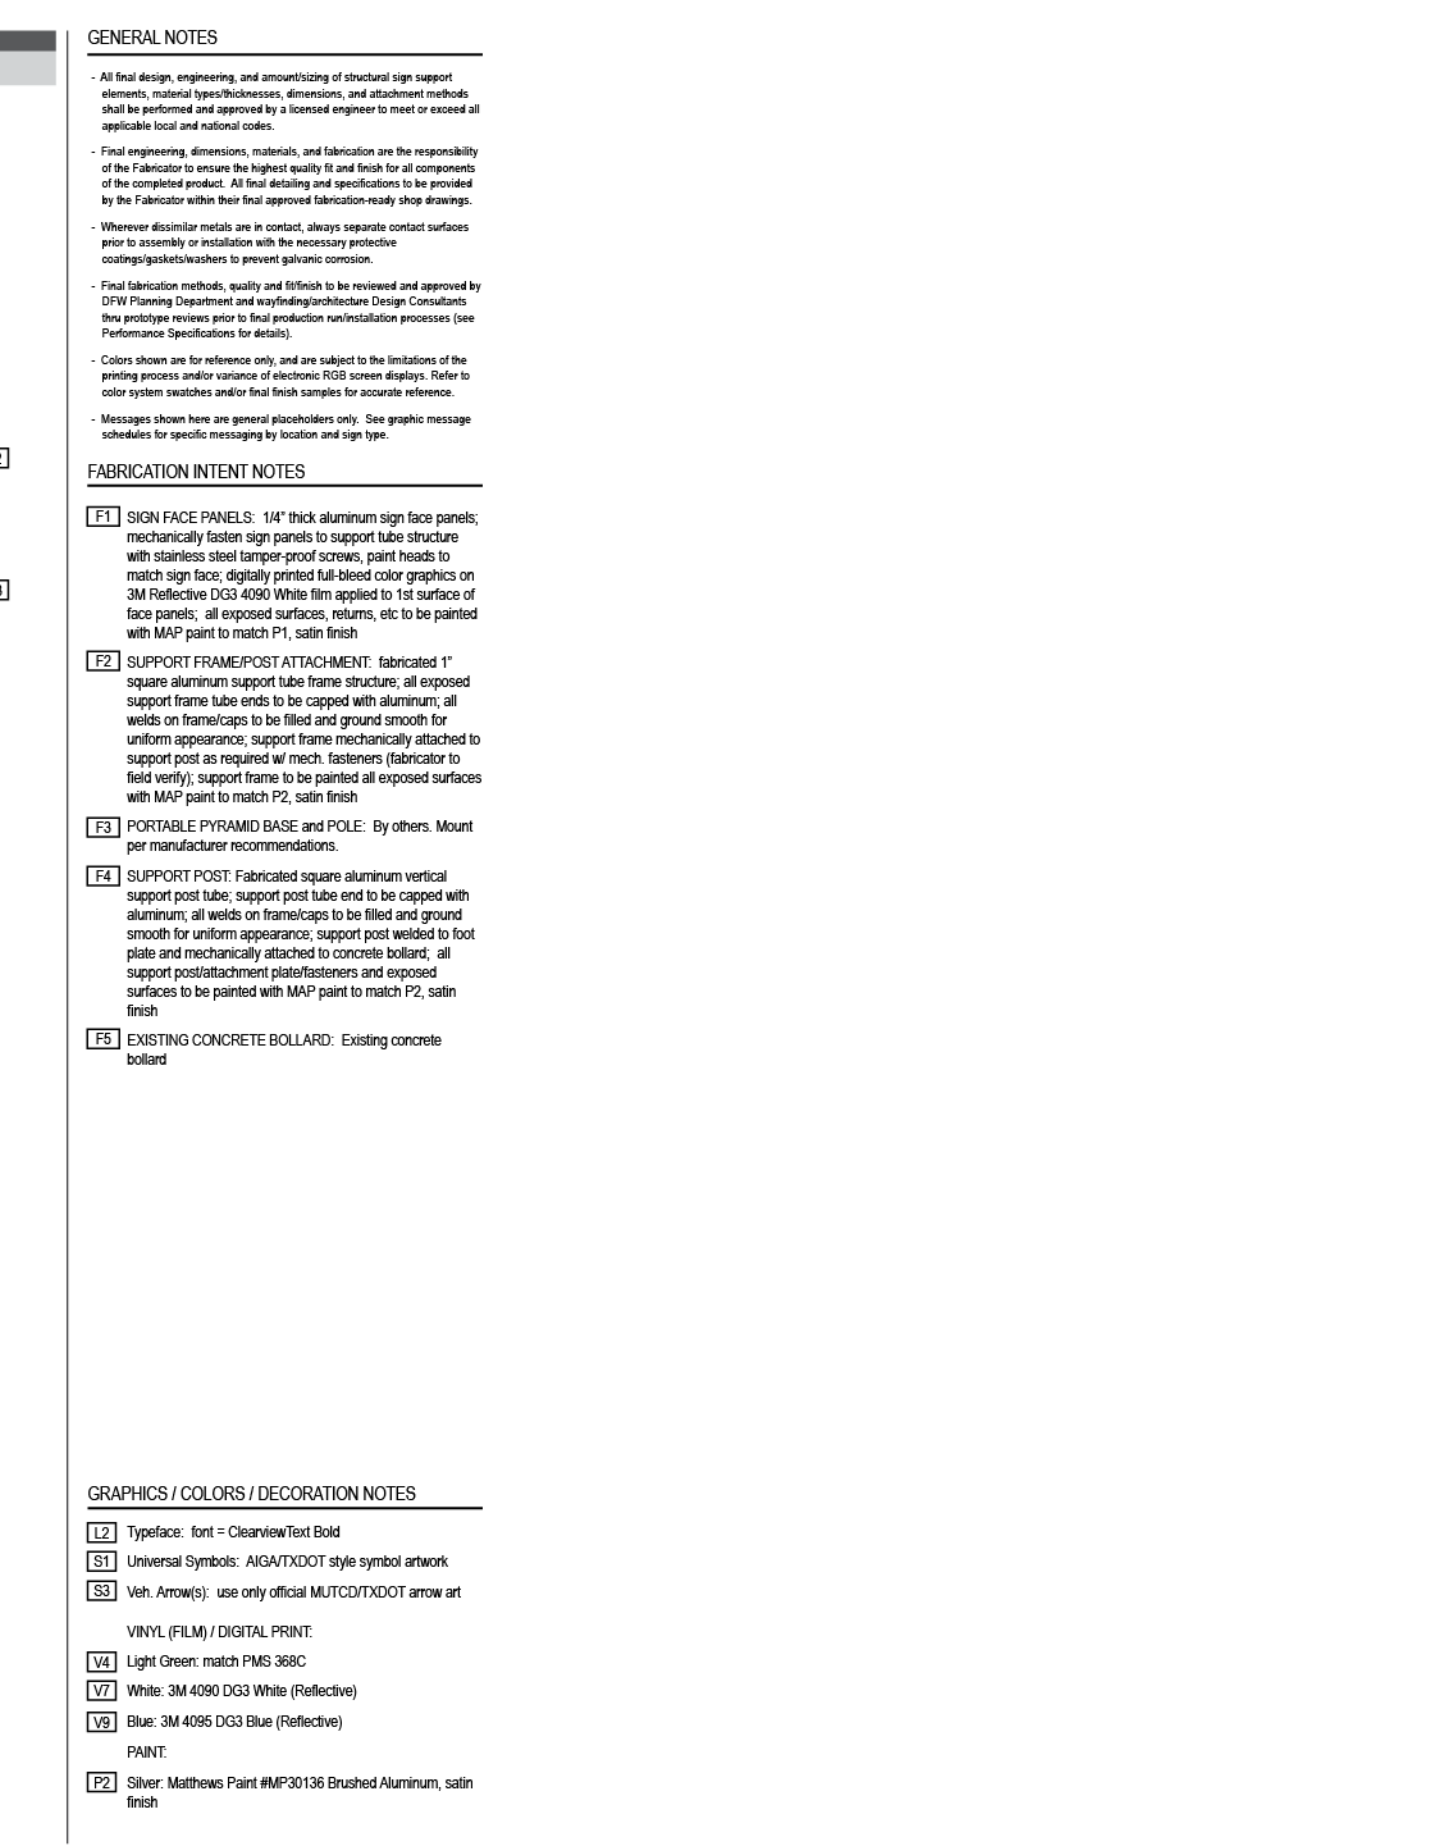 GENERAL NOTES
- All final design, engineering, and amount/sizing of structural sign support
elements, material types/thicknesses, dimensions, and attachment methods
shall be performed and approved by a licensed engineer to meet or exceed all
applicable local and national codes.
- Final engineering, dimensions, materials, and fabrication are the responsibility
of the Fabricator to ensure the highest quality fit and finish for all components
of the completed product. All final detailing and specifications to be provided
by the Fabricator within their final approved fabrication-ready shop drawings.
- Wherever dissimilar metals are in contact, always separate contact surfaces
prior to assembly or installation with the necessary protective
coatings/gaskets/washers to prevent galvanic corrosion.
- Final fabrication methods, quality and fit/finish to be reviewed and approved by
DFW Planning Department and wayfinding/architecture Design Consultants
thru prototype reviews prior to final production run/installation processes (see
Performance Specifications for details).
- Colors shown are for reference only, and are subject to the limitations of the
printing process and/or variance of electronic RGB screen displays. Refer to
color system swatches and/or final finish samples for accurate reference.
- Messages shown here are general placeholders only. See graphic message
schedules for specific messaging by location and sign type.
FABRICATION INTENT NOTES
F1 SIGN FACE PANELS: 1/4" thick aluminum sign face panels;
mechanically fasten sign panels to support tube structure
with stainless steel tamper-proof screws, paint heads to
match sign face; digitally printed full-bleed color graphics on
3M Reflective DG3 4090 White film applied to 1st surface of
face panels; all exposed surfaces, returns, etc to be painted
with MAP paint to match P1, satin finish
F2 SUPPORT FRAME/POST ATTACHMENT: fabricated 1"
square aluminum support tube frame structure; all exposed
support frame tube ends to be capped with aluminum; all
welds on frame/caps to be filled and ground smooth for
uniform appearance; support frame mechanically attached to
support post as required w/ mech. fasteners (fabricator to
field verify); support frame to be painted all exposed surfaces
with MAP paint to match P2, satin finish
F3 PORTABLE PYRAMID BASE and POLE: By others. Mount
per manufacturer recommendations.
F4 SUPPORT POST: Fabricated square aluminum vertical
support post tube; support post tube end to be capped with
aluminum; all welds on frame/caps to be filled and ground
smooth for uniform appearance; support post welded to foot
plate and mechanically attached to concrete bollard; all
support post/attachment plate/fasteners and exposed
surfaces to be painted with MAP paint to match P2, satin
finish
F5 EXISTING CONCRETE BOLLARD: Existing concrete
bollard
GRAPHICS / COLORS / DECORATION NOTES
L2 Typeface: font = ClearviewText Bold
S1 Universal Symbols: AIGA/TXDOT style symbol artwork
S3 Veh. Arrow(s): use only official MUTCD/TXDOT arrow art
VINYL (FILM) / DIGITAL PRINT:
V4 Light Green: match PMS 368C
V7 White: 3M 4090 DG3 White (Reflective)
V9 Blue: 3M 4095 DG3 Blue (Reflective)
PAINT:
P2 Silver: Matthews Paint #MP30136 Brushed Aluminum, satin
finish